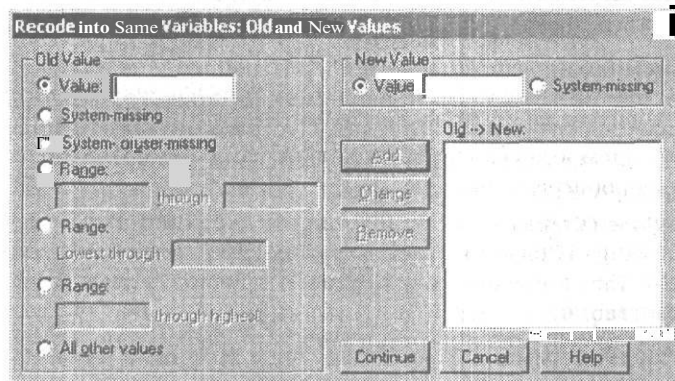 Recode into Same Variables: Old and New Values
Old Value
Value:
System-missing
System- or user-missing
Range:
through
Range:
Lowest through
Range:
through highest
All other values
New Value
Value
System-missing
Old --> New:
Add
Change
Remove
Continue
Cancel
Help